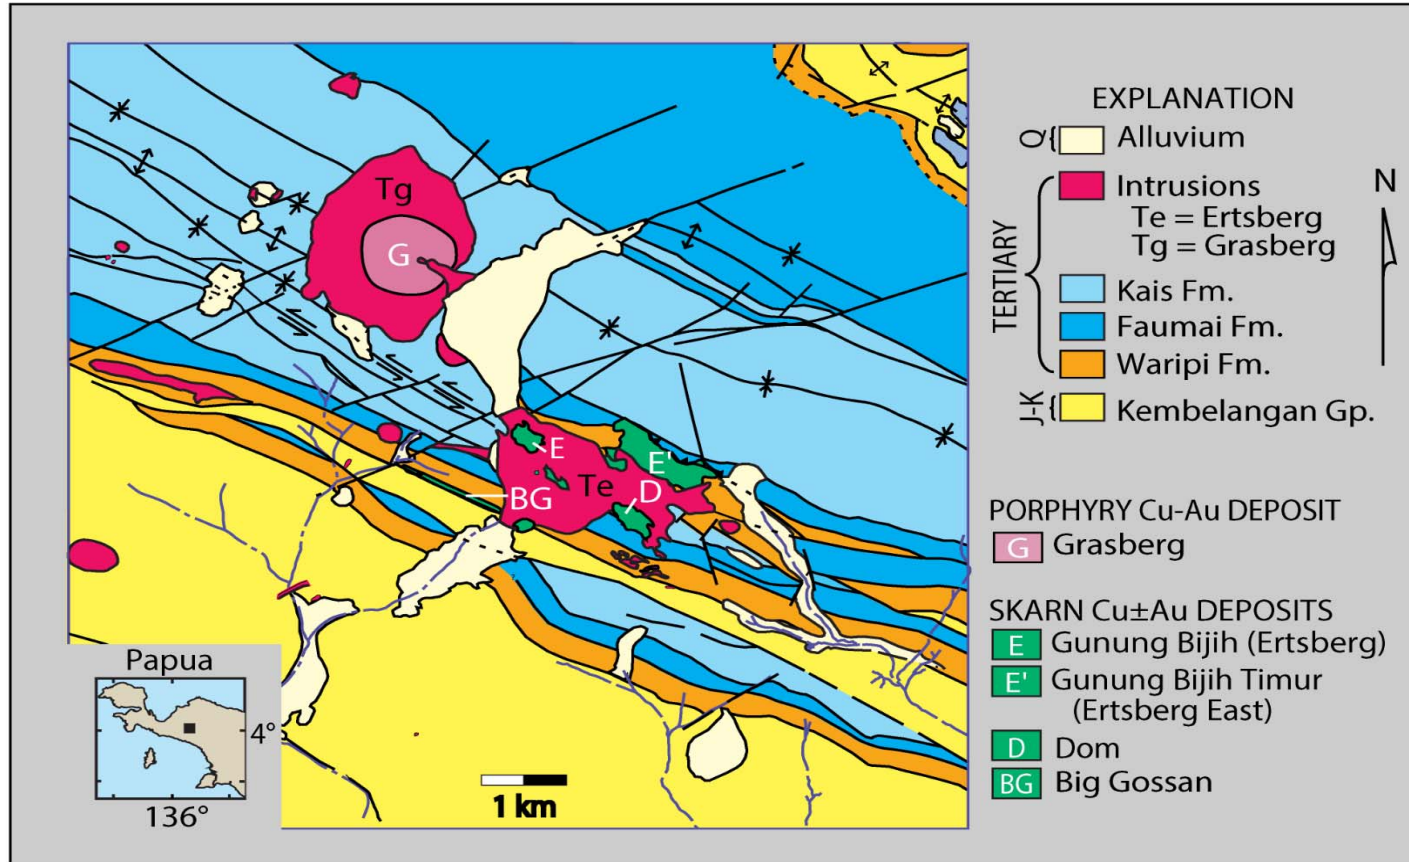 Tg
G
E
E'
BG
Te
D
Papua
4°
136°
1 km
EXPLANATION
Q
Alluvium
TERTIARY
Intrusions
Te = Ertsberg
Tg = Grasberg
Kais Fm.
Faumai Fm.
Waripi Fm.
J-K
Kembelangan Gp.
N
PORPHYRY Cu-Au DEPOSIT
G Grasberg
SKARN Cu±Au DEPOSITS
E Gunung Bijih (Ertsberg)
E' Gunung Bijih Timur
(Ertsberg East)
D Dom
BG Big Gossan